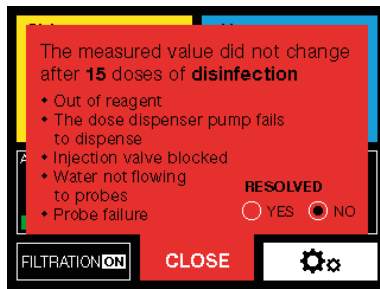 The measured value did not change
after 15 doses of disinfection
• Out of reagent
• The dose dispenser pump fails
to dispense
• Injection valve blocked
• Water not flowing
to probes
• Probe failure
RESOLVED
YES NO
FILTRATION ON
CLOSE